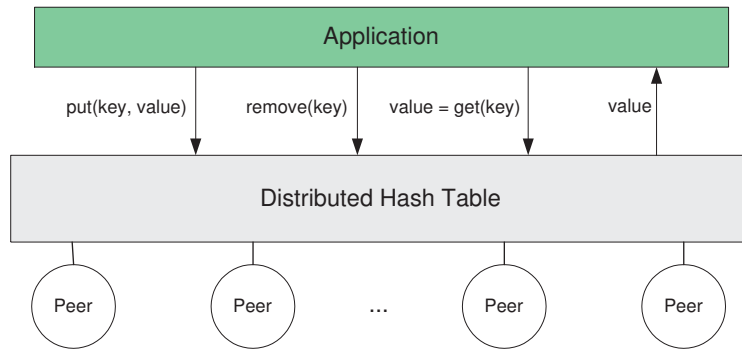 Application
put(key, value)
remove(key)
value = get(key)
value
Distributed Hash Table
Peer
Peer
...
Peer
Peer